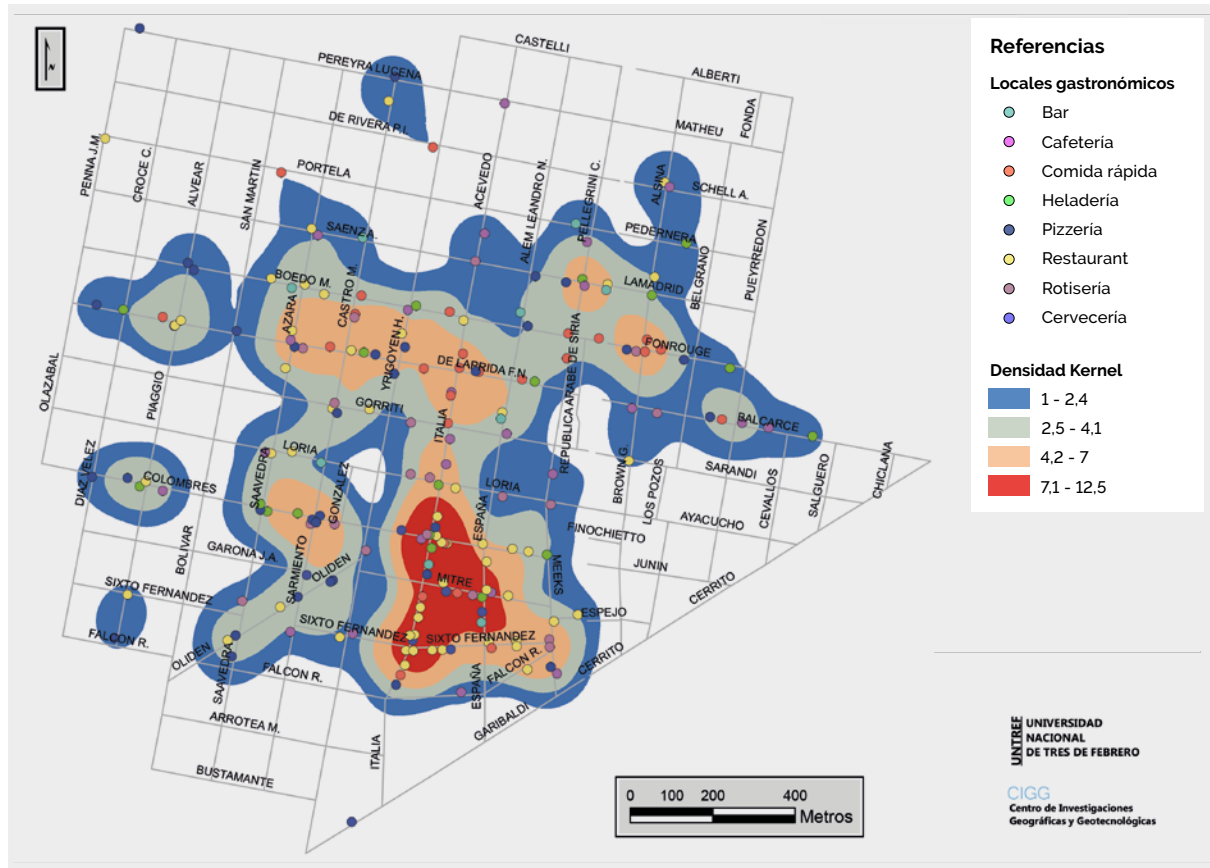 N
CASTELLI
PEREYRA LUCENA
ALBERTI
FONDA
DE RIVERA P.I.
MATHEU
PENNA J.M.
CROCE C.
ALVEAR
SAN MARTIN
PORTELA
ACEVEDO
ALEM LEANDRO N.
PELLEGRINI C.
ALSINA
SCHELL A.
SAENZ A.
PEDERNERA
BELGRANO
PUEYRREDON
BOEDO M.
CASTRO M.
LAMADRID
AZARA
YRIGOYEN H.
REPUBLICA ARABE DE SIRIA
FONROUGE
DE LARRIDA F.N
OLAZABAL
PIAGGIO
GORRITI
ITALIA
BALCARCE
LORIA
BROWN G.
LOS POZOS
SARANDI
CEVALLOS
SALGUERO
CHICLANA
DIAZ VELEZ
COLOMBRES
SAAVEDRA
GONZALEZ
LORIA
ESPAÑA
FINOCHIETTO
AYACUCHO
BOLIVAR
GARONA J.A.
SARMIENTO
OLIDEN
MEEKS
JUNIN
MITRE
CERRITO
SIXTO FERNANDEZ
ESPEJO
FALCON R.
OLIDEN
SIXTO FERNANDEZ
SIXTO FERNANDEZ
SAAVEDRA
FALCON R.
ESPAÑA
FALCON R.
CERRITO
GARIBALDI
ARROTEA M.
ITALIA
BUSTAMANTE
0 100 200 400
Metros
Referencias
Locales gastronómicos
Bar
Cafetería
Comida rápida
Heladería
Pizzería
Restaurant
Rotisería
Cervecería
Densidad Kernel
1 - 2,4
2,5 - 4,1
4,2 - 7
7,1 - 12,5
UNTREF
UNIVERSIDAD
NACIONAL
DE TRES DE FEBRERO
CIGG
Centro de Investigaciones
Geográficas y Geotecnológicas